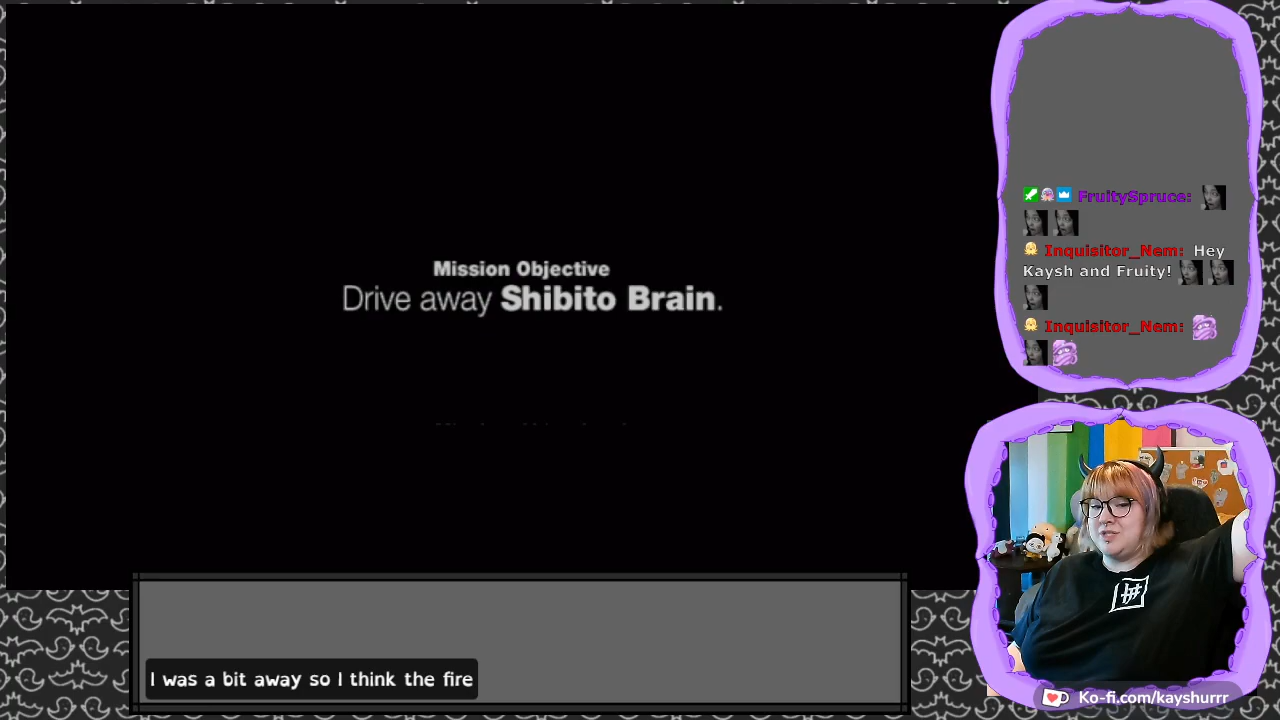 Mission Objective
Drive away Shibito Brain.
FruitySpruce:
Inquisitor_Nem: Hey
Kaysh and Fruity!
Inquisitor_Nem:
I was a bit away so I think the fire
Ko-fi.com/kayshurrr